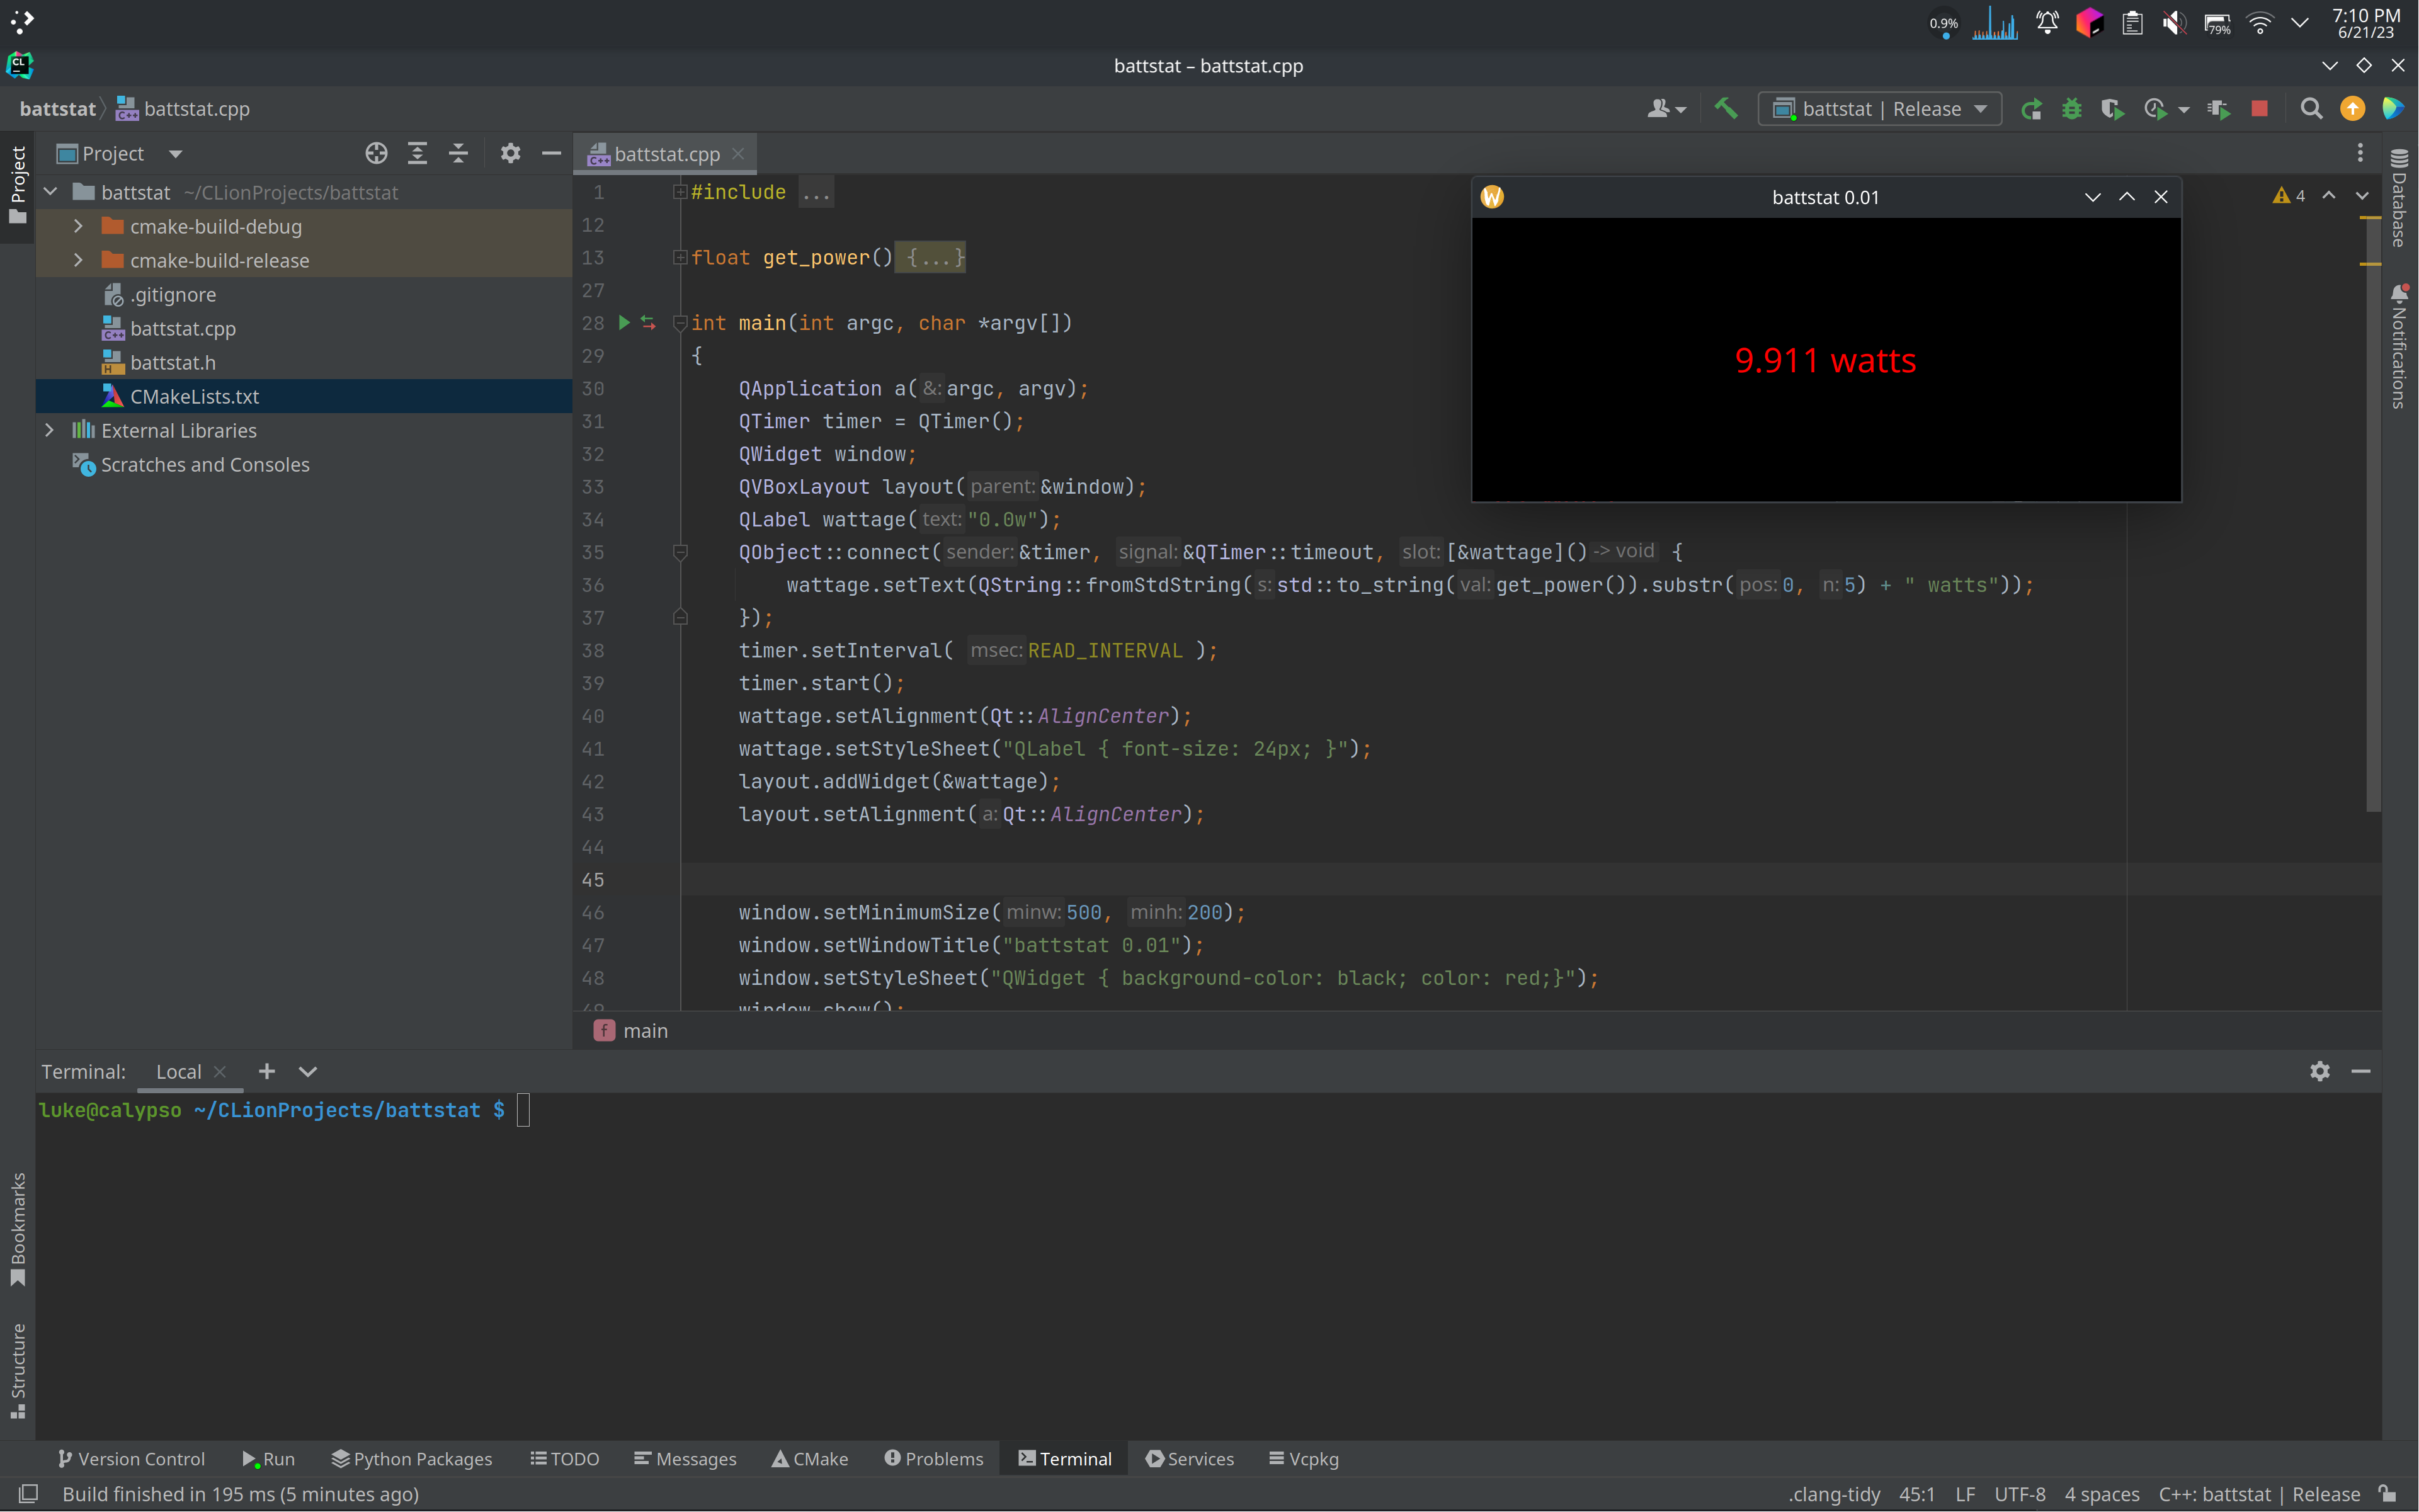 0.9%
79%
7:10 PM
6/21/23
CL
battstat – battstat.cpp
battstat
battstat.cpp
battstat | Release
Project
Project
battstat ~/CLionProjects/battstat
cmake-build-debug
cmake-build-release
.gitignore
battstat.cpp
battstat.h
CMakeLists.txt
External Libraries
Scratches and Consoles
battstat.cpp
4
1 #include ...
12
13 float get_power() {...}
27
28 int main(int argc, char *argv[])
29 {
30 QApplication a( &: argc, argv);
31 QTimer timer = QTimer();
32 QWidget window;
33 QVBoxLayout layout( parent: &window);
34 QLabel wattage( text: "0.0w");
35 QObject::connect( sender: &timer, signal: &QTimer::timeout, slot: [&wattage]() -> void {
36 wattage.setText(QString::fromStdString( s: std::to_string( val: get_power()).substr( pos: 0, n: 5) + " watts"));
37 });
38 timer.setInterval( msec: READ_INTERVAL );
39 timer.start();
40 wattage.setAlignment(Qt::AlignCenter);
41 wattage.setStyleSheet("QLabel { font-size: 24px; }");
42 layout.addWidget(&wattage);
43 layout.setAlignment( a: Qt::AlignCenter);
44
45
46 window.setMinimumSize( minw: 500, minh: 200);
47 window.setWindowTitle("battstat 0.01");
48 window.setStyleSheet("QWidget { background-color: black; color: red;}");
49 window.show();
f main
W battstat 0.01
9.911 watts
Database
Notifications
Terminal: Local
luke@calypso ~/CLionProjects/battstat $
Bookmarks
Structure
Version Control Run Python Packages TODO Messages CMake Problems Terminal Services Vcpkg
Build finished in 195 ms (5 minutes ago)
.clang-tidy 45:1 LF UTF-8 4 spaces C++: battstat | Release